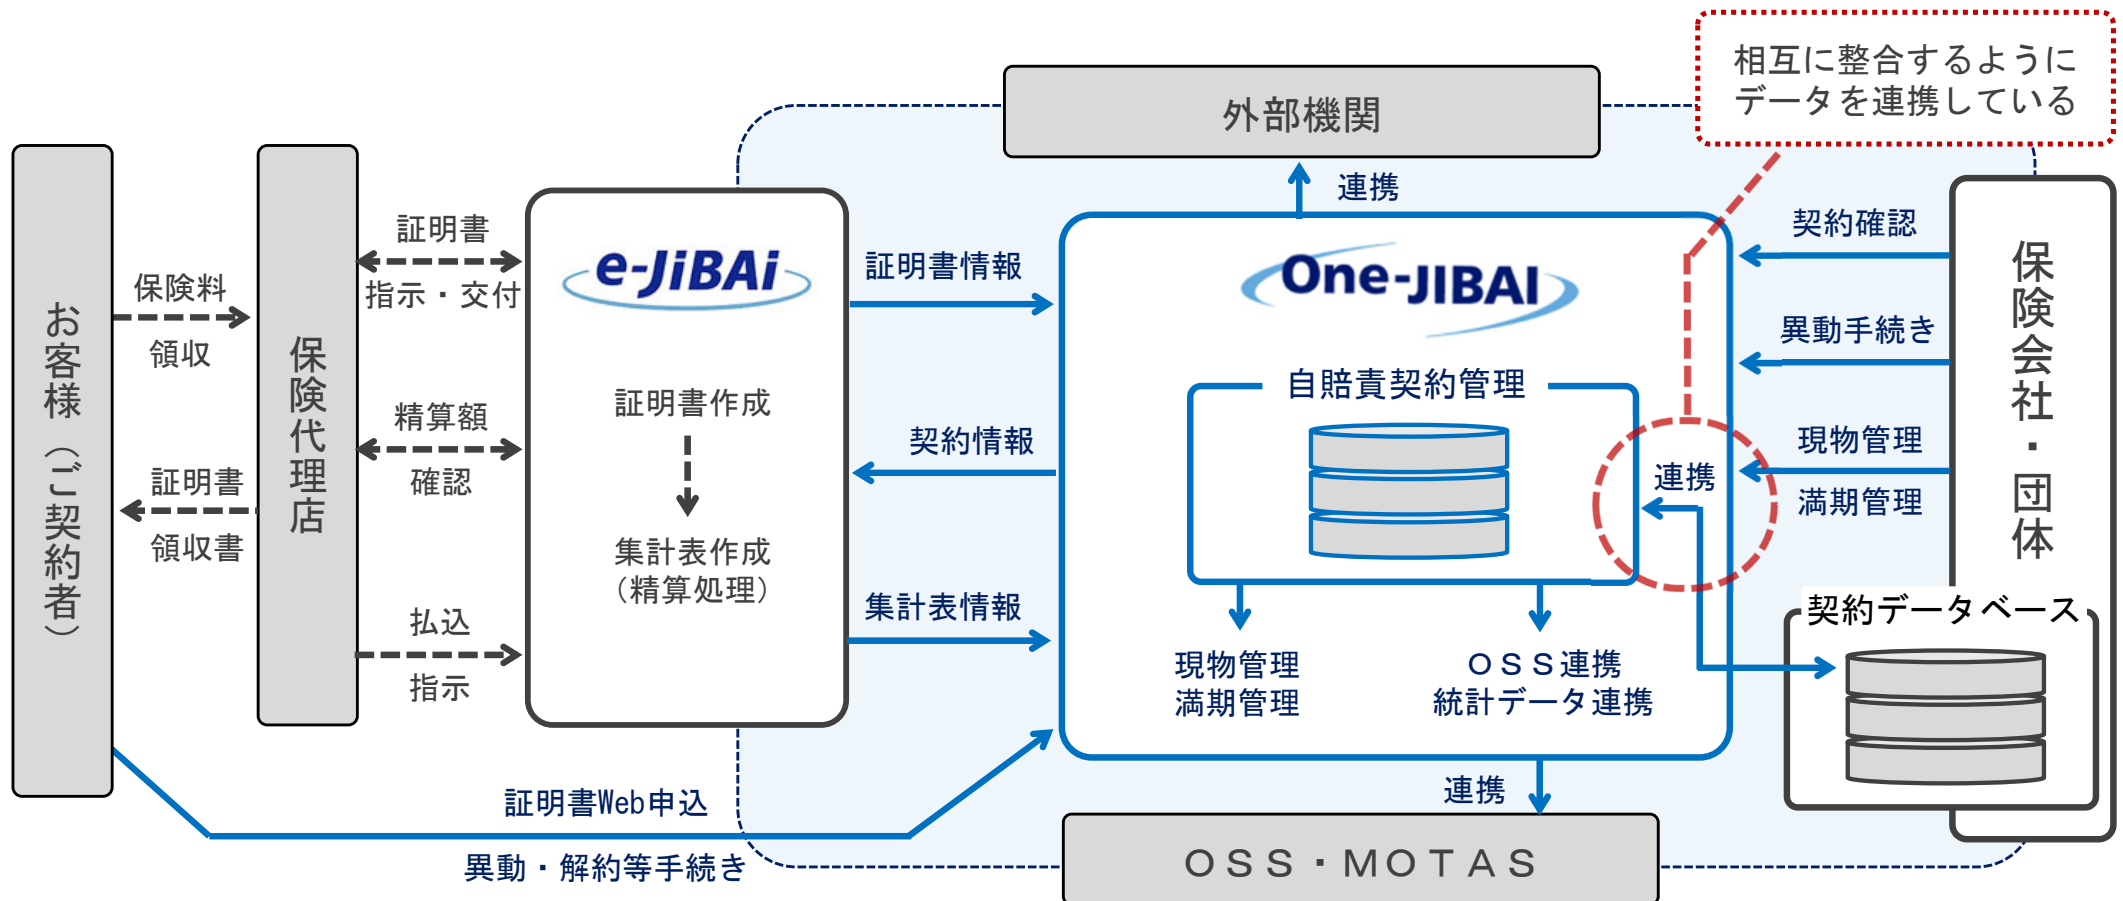 相互に整合するように
データを連携している
外部機関
連携
お客様（ご契約者）
保険料
領収
証明書
領収書
保険代理店
証明書
指示・交付
精算額
確認
払込
指示
e-JiBAi
証明書作成
集計表作成
（精算処理）
証明書情報
契約情報
集計表情報
One-JIBAI
自賠責契約管理
連携
現物管理
満期管理
ＯＳＳ連携
統計データ連携
契約確認
異動手続き
現物管理
満期管理
保険会社・団体
契約データベース
証明書Web申込
異動・解約等手続き
連携
ＯＳＳ・ＭＯＴＡＳ